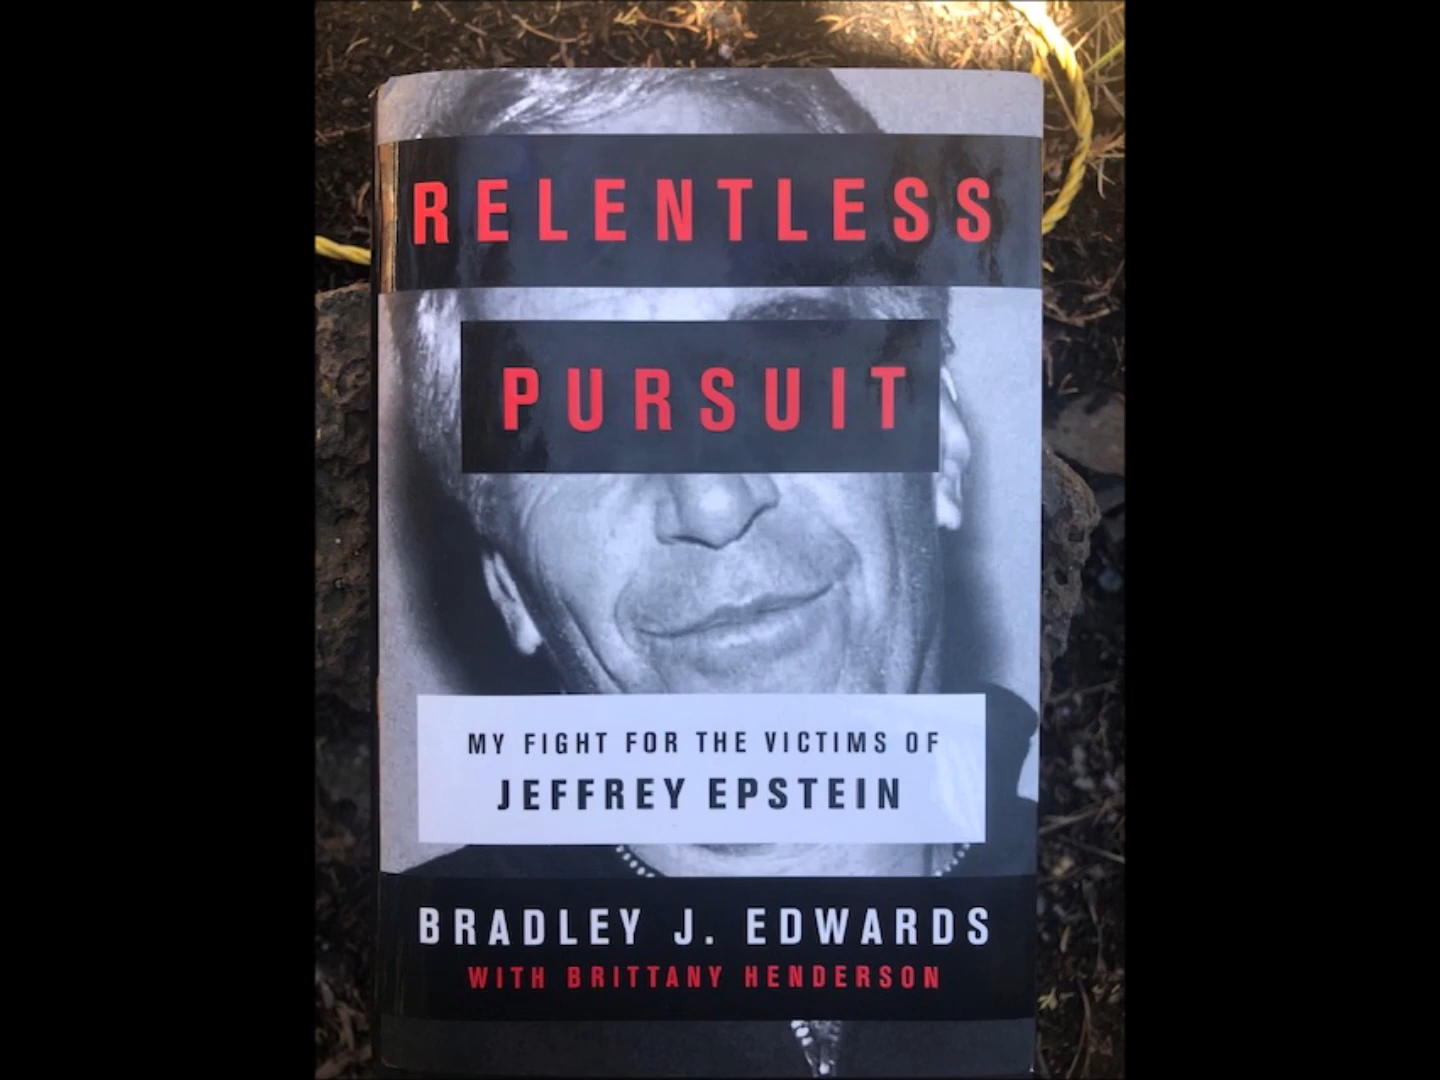 RELENTLESS
PURSUIT
MY FIGHT FOR THE VICTIMS OF
JEFFREY EPSTEIN
BRADLEY J. EDWARDS
WITH BRITTANY HENDERSON